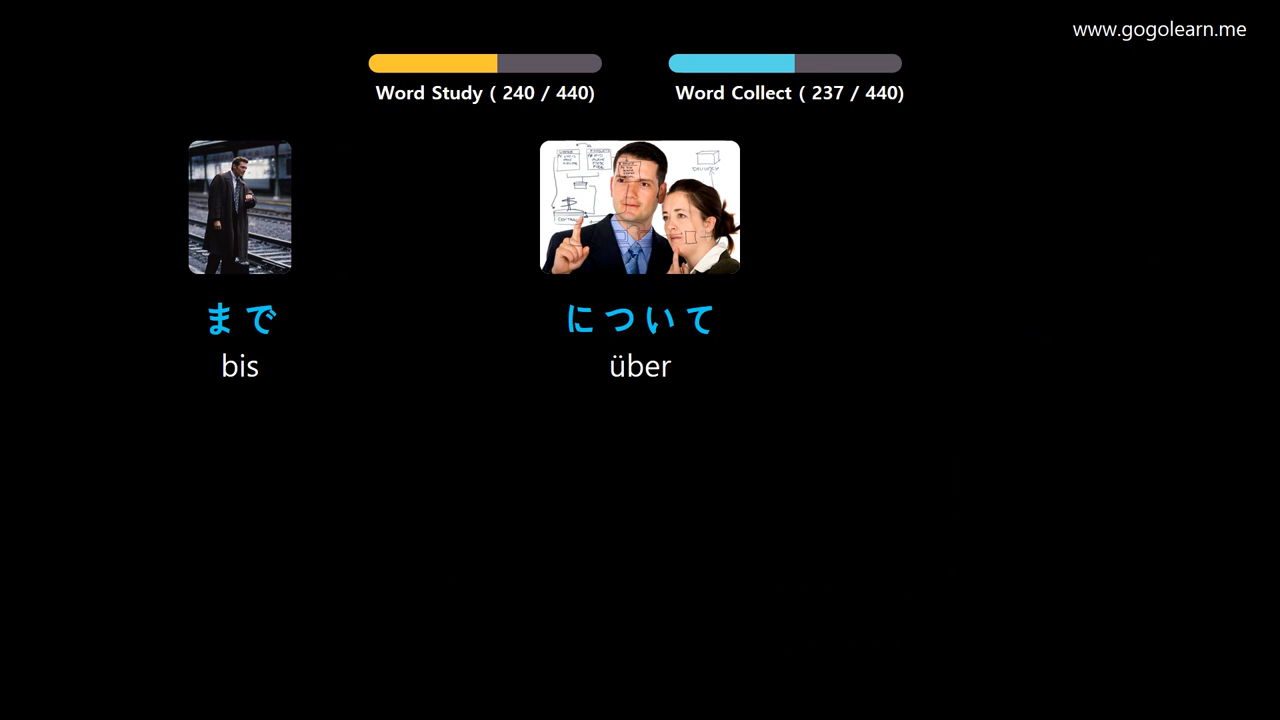 www.gogolearn.me
Word Study ( 240 / 440)
Word Collect ( 237 / 440)
まで
について
bis
über